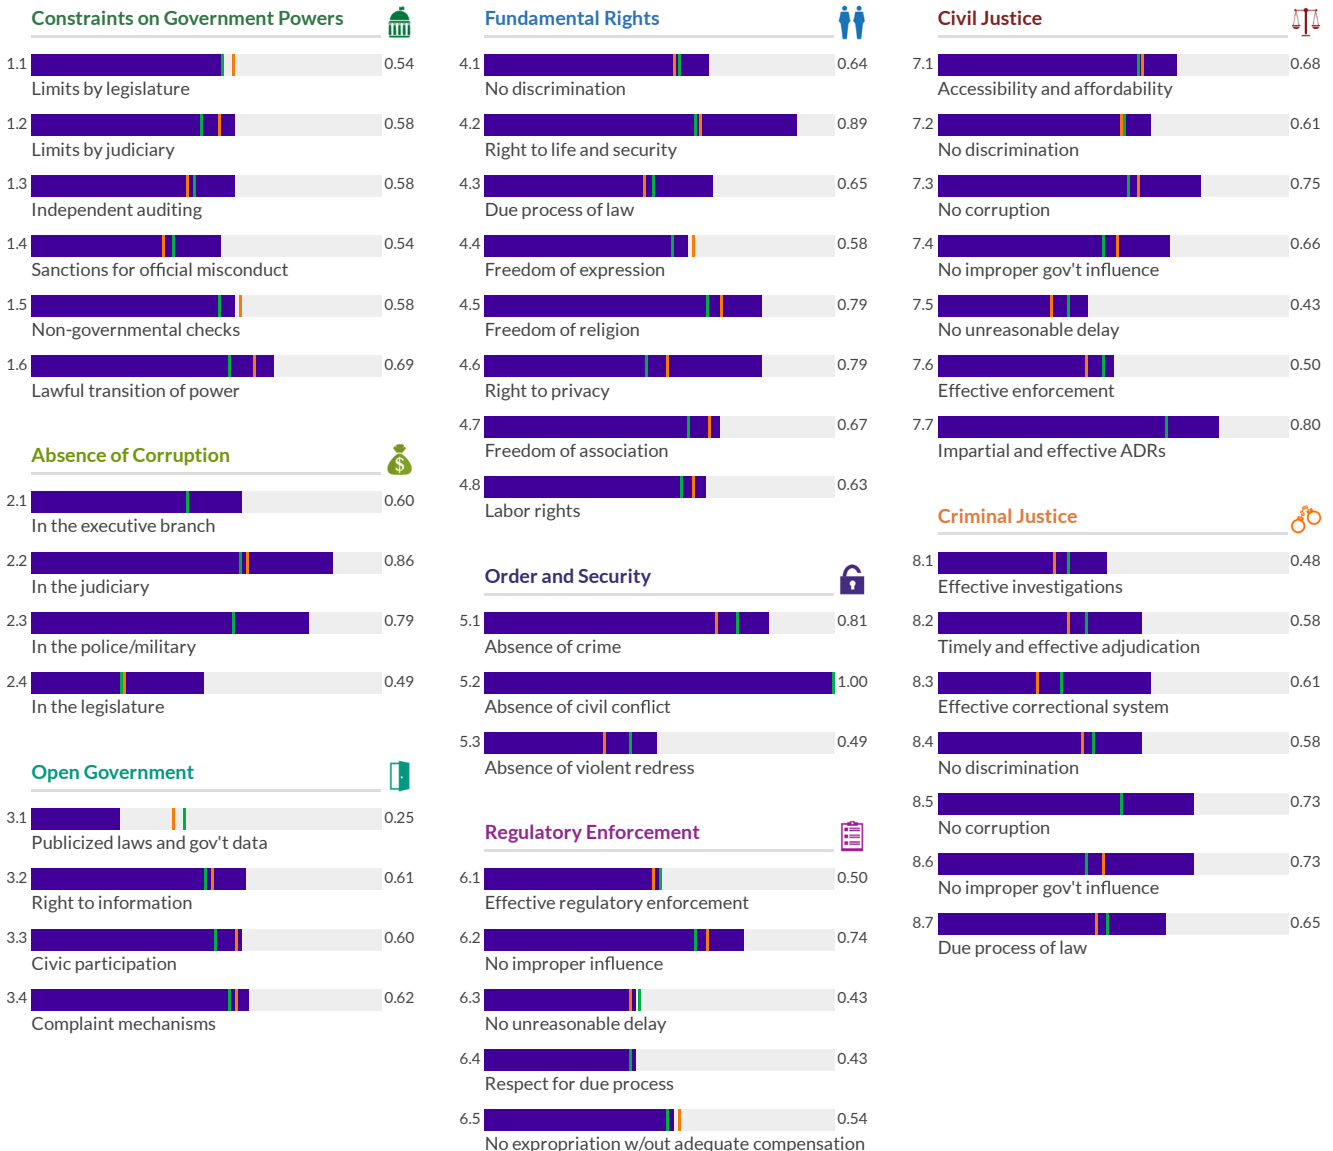 Constraints on Government Powers
1.1 0.54
Limits by legislature
1.2 0.58
Limits by judiciary
1.3 0.58
Independent auditing
1.4 0.54
Sanctions for official misconduct
1.5 0.58
Non-governmental checks
1.6 0.69
Lawful transition of power
Absence of Corruption
$
2.1 0.60
In the executive branch
2.2 0.86
In the judiciary
2.3 0.79
In the police/military
2.4 0.49
In the legislature
Open Government
3.1 0.25
Publicized laws and gov't data
3.2 0.61
Right to information
3.3 0.60
Civic participation
3.4 0.62
Complaint mechanisms
Fundamental Rights
4.1 0.64
No discrimination
4.2 0.89
Right to life and security
4.3 0.65
Due process of law
4.4 0.58
Freedom of expression
4.5 0.79
Freedom of religion
4.6 0.79
Right to privacy
4.7 0.67
Freedom of association
4.8 0.63
Labor rights
Order and Security
5.1 0.81
Absence of crime
5.2 1.00
Absence of civil conflict
5.3 0.49
Absence of violent redress
Regulatory Enforcement
6.1 0.50
Effective regulatory enforcement
6.2 0.74
No improper influence
6.3 0.43
No unreasonable delay
6.4 0.43
Respect for due process
6.5 0.54
No expropriation w/out adequate compensation
Civil Justice
7.1 0.68
Accessibility and affordability
7.2 0.61
No discrimination
7.3 0.75
No corruption
7.4 0.66
No improper gov't influence
7.5 0.43
No unreasonable delay
7.6 0.50
Effective enforcement
7.7 0.80
Impartial and effective ADRs
Criminal Justice
8.1 0.48
Effective investigations
8.2 0.58
Timely and effective adjudication
8.3 0.61
Effective correctional system
8.4 0.58
No discrimination
8.5 0.73
No corruption
8.6 0.73
No improper gov't influence
8.7 0.65
Due process of law